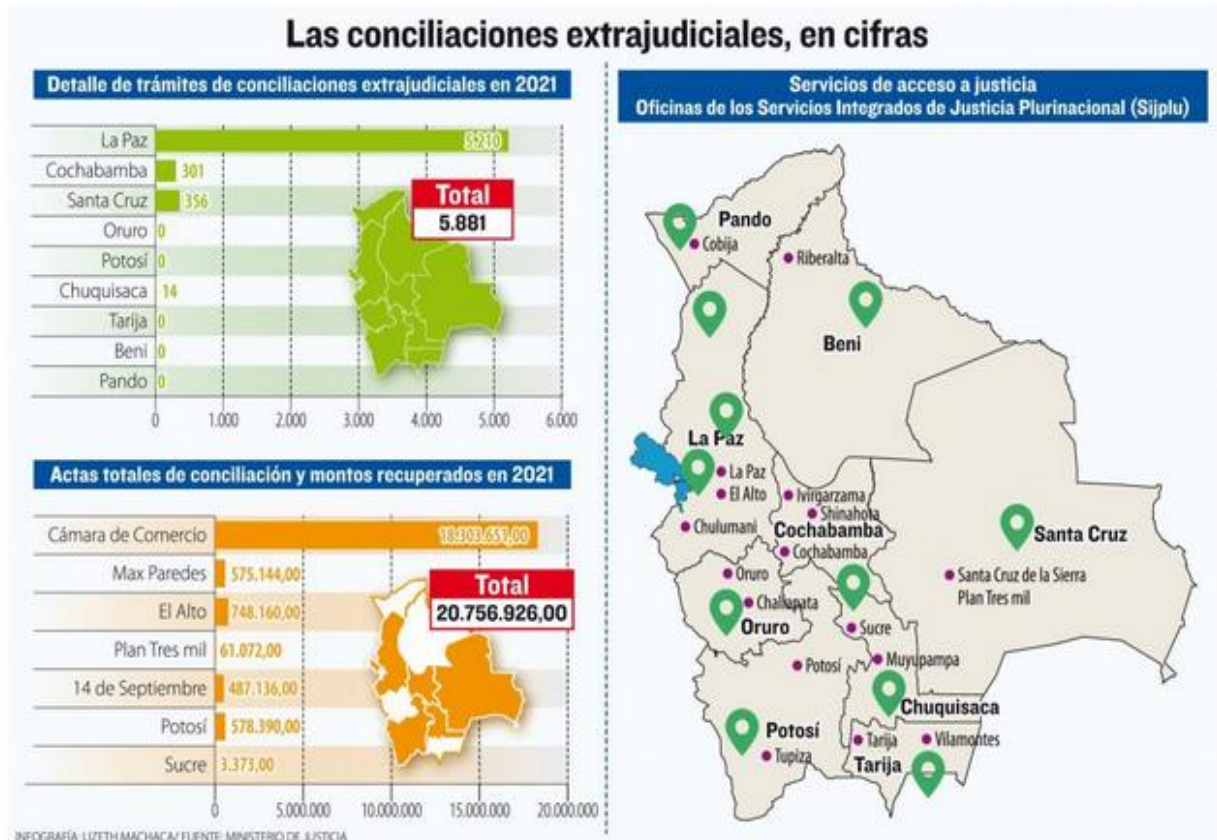 Las conciliaciones extrajudiciales, en cifras
Detalle de trámites de conciliaciones extrajudiciales en 2021
La Paz 5.210
Cochabamba 301
Santa Cruz 356
Oruro 0
Potosí 0
Chuquisaca 14
Tarija 0
Beni 0
Pando 0
0 1.000 2.000 3.000 4.000 5.000 6.000
Total
5.881
Actas totales de conciliación y montos recuperados en 2021
Cámara de Comercio 18.303.651,00
Max Paredes 575.144,00
El Alto 748.160,00
Plan Tres mil 61.072,00
14 de Septiembre 487.136,00
Potosí 578.390,00
Sucre 3.373,00
0 5.000.000 10.000.000 15.000.000 20.000.000
Total
20.756.926,00
INFOGRAFÍA: LIZETH MACHACA/ FUENTE: MINISTERIO DE JUSTICIA
Servicios de acceso a justicia
Oficinas de los Servicios Integrados de Justicia Plurinacional (Sijplu)
Pando
Cobija
Riberalta
Beni
La Paz
La Paz
El Alto
Chulumani
Ivirgarzama
Shinahota
Cochabamba
Cochabamba
Santa Cruz
Santa Cruz de la Sierra
Plan Tres mil
Oruro
Challapata
Oruro
Sucre
Potosí
Muyupampa
Chuquisaca
Potosí
Tupiza
Tarija
Vilamontes
Tarija